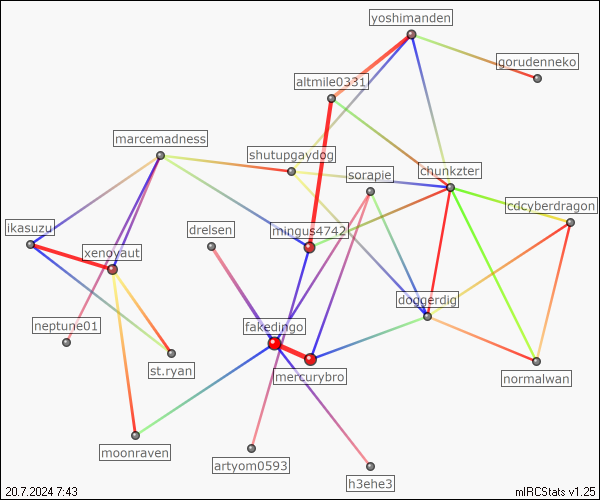 yoshimanden
gorudenneko
altmile0331
marcemadness
shutupgaydog
sorapie
chunkzter
cdcyberdragon
ikasuzu
drelsen
mingus4742
xenoyaut
doggerdig
neptune01
fakedingo
st.ryan
mercurybro
normalwan
moonraven
artyom0593
h3ehe3
20.7.2024 7:43
mIRCStats v1.25